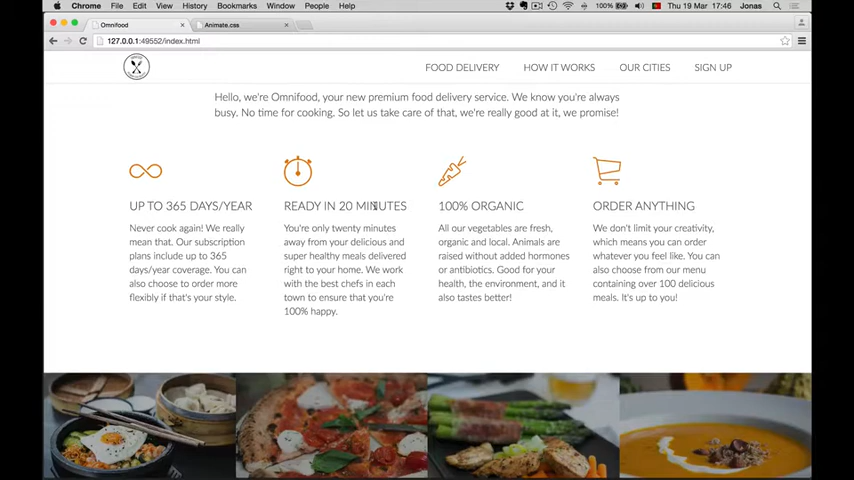 Chrome File Edit View History Bookmarks Window People Help 100% Thu 19 Mar 17:46 Jonas
Omnifood Animate.css
127.0.0.1:49552/index.html
FOOD DELIVERY HOW IT WORKS OUR CITIES SIGN UP
Hello, we're Omnifood, your new premium food delivery service. We know you're always
busy. No time for cooking. So let us take care of that, we're really good at it, we promise!
UP TO 365 DAYS/YEAR
Never cook again! We really
mean that. Our subscription
plans include up to 365
days/year coverage. You can
also choose to order more
flexibly if that's your style.
READY IN 20 MINUTES
You're only twenty minutes
away from your delicious and
super healthy meals delivered
right to your home. We work
with the best chefs in each
town to ensure that you're
100% happy.
100% ORGANIC
All our vegetables are fresh,
organic and local. Animals are
raised without added hormones
or antibiotics. Good for your
health, the environment, and it
also tastes better!
ORDER ANYTHING
We don't limit your creativity,
which means you can order
whatever you feel like. You can
also choose from our menu
containing over 100 delicious
meals. It's up to you!